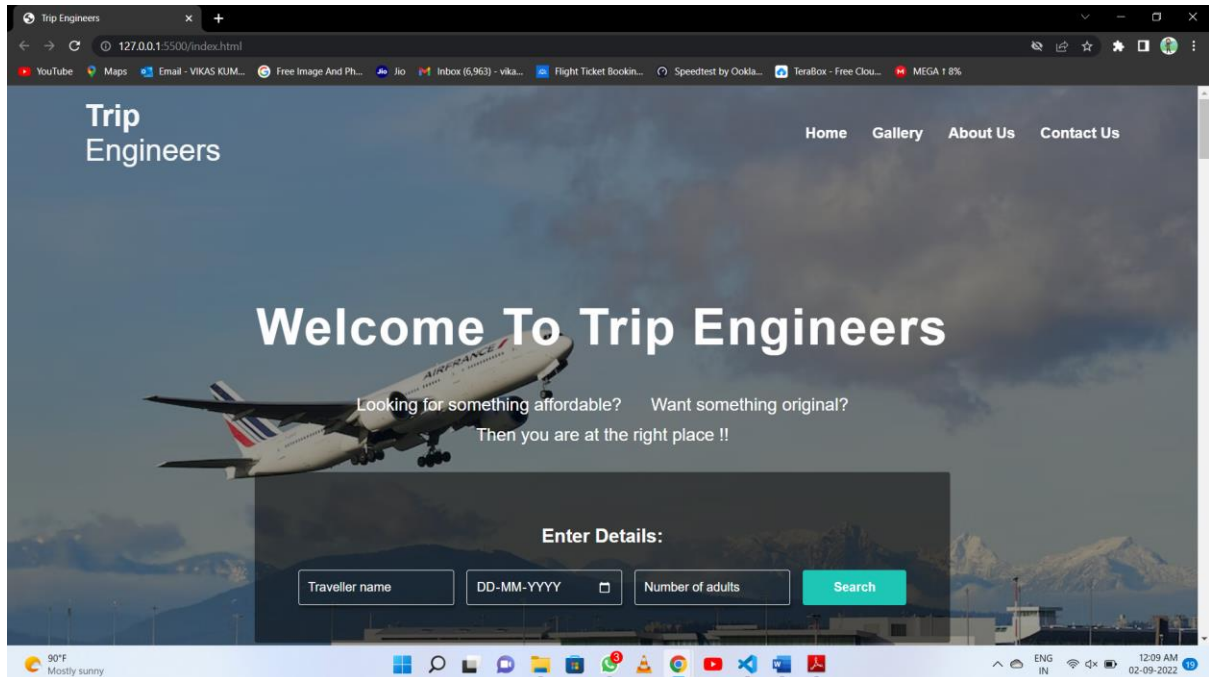 Trip Engineers
127.0.0.1:5500/index.html
YouTube Maps Email - VIKAS KUM... Free Image And Ph... Jio Inbox (6,963) - vika... Flight Ticket Bookin... Speedtest by Ookla... TeraBox - Free Clou... MEGA ↑ 8%
Trip
Engineers
Home Gallery About Us Contact Us
AIRFRANCE
Welcome To Trip Engineers
Looking for something affordable? Want something original?
Then you are at the right place !!
Enter Details:
Traveller name DD-MM-YYYY Number of adults Search
90°F
Mostly sunny
3
ENG
IN
12:09 AM
02-09-2022
19